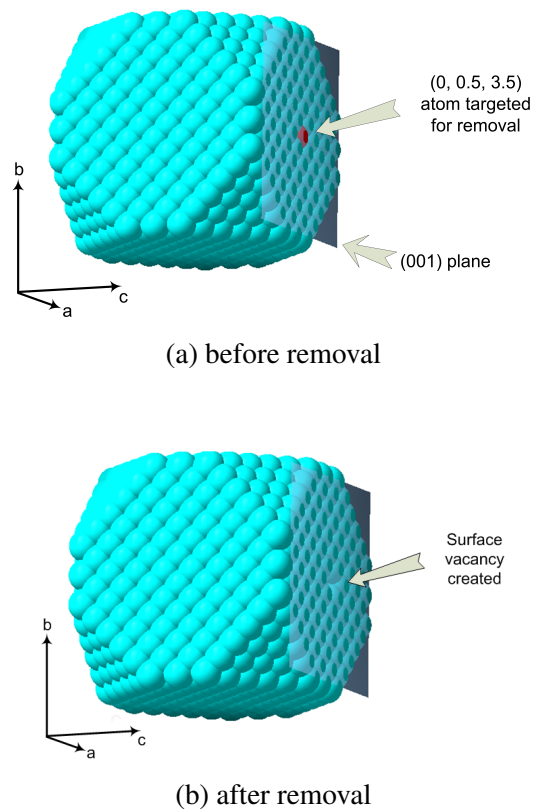 (0, 0.5, 3.5)
atom targeted
for removal
b
(001) plane
c
a
(a) before removal
Surface
vacancy
created
b
c
a
(b) after removal